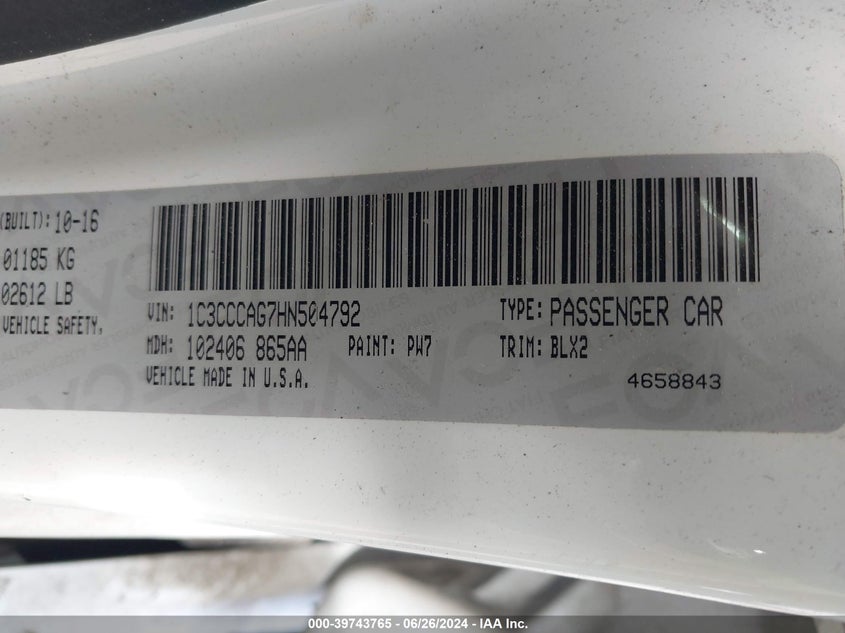 (BUILT): 10-16
01185 KG
02612 LB
VEHICLE SAFETY,
VIN: 1C3CCCAG7HN504792 TYPE: PASSENGER CAR
MDH: 102406 865AA PAINT: PW7 TRIM: BLX2
VEHICLE MADE IN U.S.A.
4658843
000-39743765 - 06/26/2024 - IAA Inc.